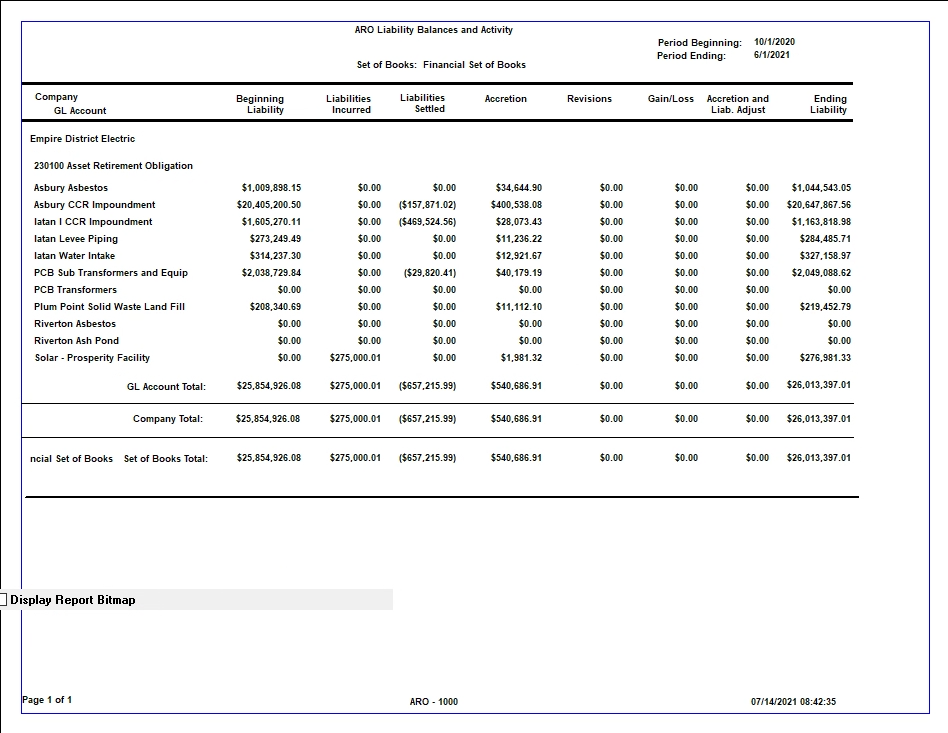 ARO Liability Balances and Activity
Period Beginning: 10/1/2020
Period Ending: 6/1/2021
Set of Books: Financial Set of Books
Company GL Account Beginning Liability Liabilities Incurred Liabilities Settled Accretion Revisions Gain/Loss Accretion and Liab. Adjust Ending Liability
Empire District Electric
230100 Asset Retirement Obligation
Asbury Asbestos $1,009,898.15 $0.00 $0.00 $34,644.90 $0.00 $0.00 $0.00 $1,044,543.05
Asbury CCR Impoundment $20,405,200.50 $0.00 ($157,871.02) $400,538.08 $0.00 $0.00 $0.00 $20,647,867.56
Iatan I CCR Impoundment $1,605,270.11 $0.00 ($469,524.56) $28,073.43 $0.00 $0.00 $0.00 $1,163,818.98
Iatan Levee Piping $273,249.49 $0.00 $0.00 $11,236.22 $0.00 $0.00 $0.00 $284,485.71
Iatan Water Intake $314,237.30 $0.00 $0.00 $12,921.67 $0.00 $0.00 $0.00 $327,158.97
PCB Sub Transformers and Equip $2,038,729.84 $0.00 ($29,820.41) $40,179.19 $0.00 $0.00 $0.00 $2,049,088.62
PCB Transformers $0.00 $0.00 $0.00 $0.00 $0.00 $0.00 $0.00 $0.00
Plum Point Solid Waste Land Fill $208,340.69 $0.00 $0.00 $11,112.10 $0.00 $0.00 $0.00 $219,452.79
Riverton Asbestos $0.00 $0.00 $0.00 $0.00 $0.00 $0.00 $0.00 $0.00
Riverton Ash Pond $0.00 $0.00 $0.00 $0.00 $0.00 $0.00 $0.00 $0.00
Solar - Prosperity Facility $0.00 $275,000.01 $0.00 $1,981.32 $0.00 $0.00 $0.00 $276,981.33
GL Account Total: $25,854,926.08 $275,000.01 ($657,215.99) $540,686.91 $0.00 $0.00 $0.00 $26,013,397.01
Company Total: $25,854,926.08 $275,000.01 ($657,215.99) $540,686.91 $0.00 $0.00 $0.00 $26,013,397.01
ncial Set of Books Set of Books Total: $25,854,926.08 $275,000.01 ($657,215.99) $540,686.91 $0.00 $0.00 $0.00 $26,013,397.01
Display Report Bitmap
Page 1 of 1 ARO - 1000 07/14/2021 08:42:35